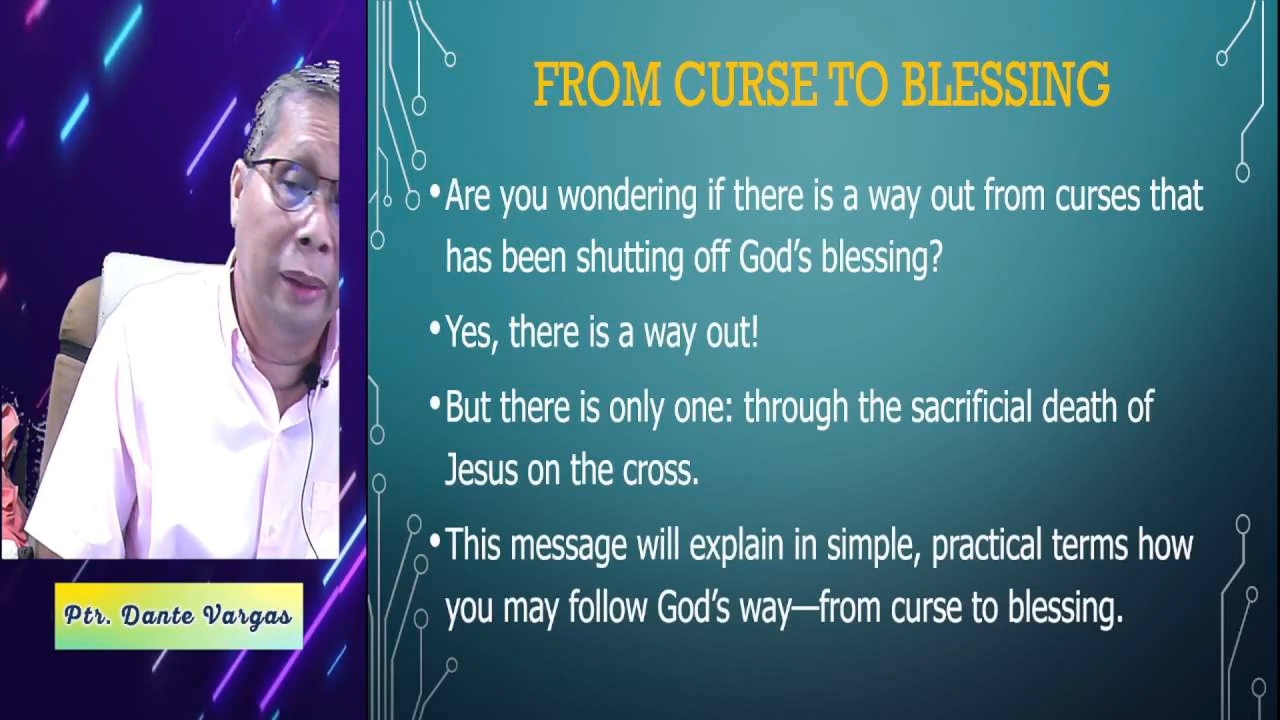 FROM CURSE TO BLESSING
•Are you wondering if there is a way out from curses that
has been shutting off God's blessing?
•Yes, there is a way out!
•But there is only one: through the sacrificial death of
Jesus on the cross.
•This message will explain in simple, practical terms how
you may follow God's way—from curse to blessing.
Ptr. Dante Vargas